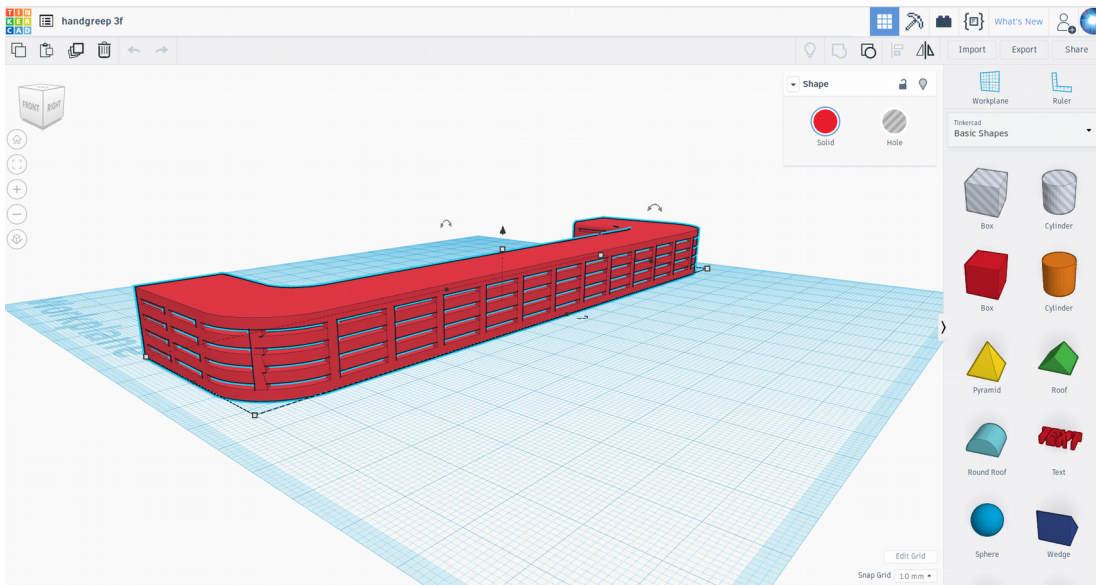 TIN
KER
CAD
handgreep 3f
What's New
Import
Export
Share
FRONT
RIGHT
Shape
Solid
Hole
Workplane
Ruler
Tinkercad
Basic Shapes
Box
Cylinder
Box
Cylinder
Pyramid
Roof
TEXT
Round Roof
Text
Sphere
Wedge
Workplane
Edit Grid
Snap Grid
1.0 mm